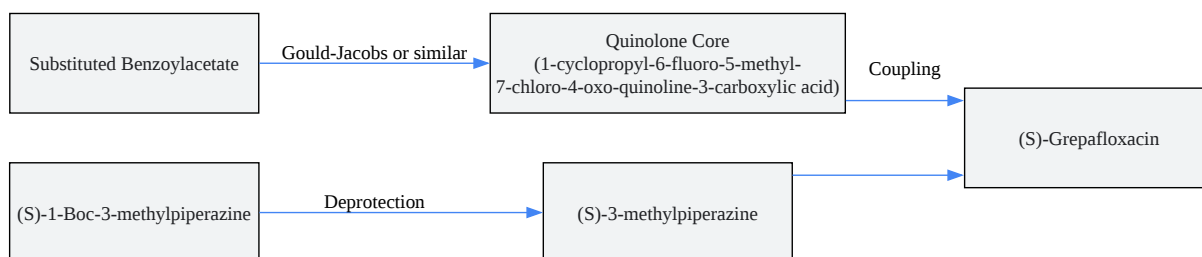 Substituted Benzoylacetate
Gould-Jacobs or similar
Quinolone Core
(1-cyclopropyl-6-fluoro-5-methyl-
7-chloro-4-oxo-quinoline-3-carboxylic acid)
Coupling
(S)-Grepafloxacin
(S)-1-Boc-3-methylpiperazine
Deprotection
(S)-3-methylpiperazine